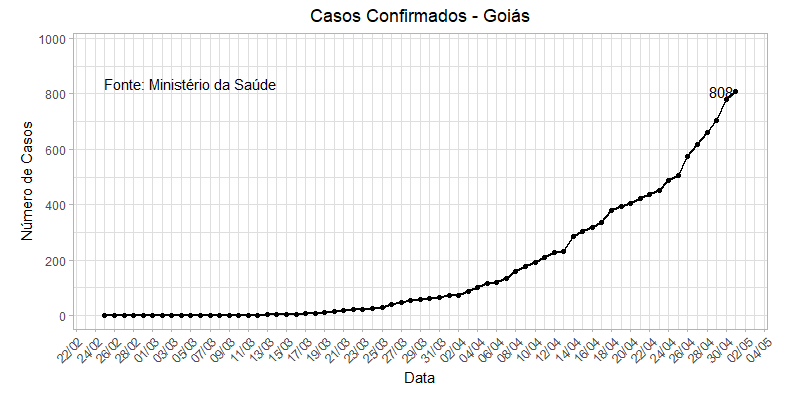 Casos Confirmados - Goiás
1000
800
600
400
200
0
Número de Casos
Fonte: Ministério da Saúde
808
22/02 24/02 26/02 28/02 01/03 03/03 05/03 07/03 09/03 11/03 13/03 15/03 17/03 19/03 21/03 23/03 25/03 27/03 29/03 31/03 02/04 04/04 06/04 08/04 10/04 12/04 14/04 16/04 18/04 20/04 22/04 24/04 26/04 28/04 30/04 02/05 04/05
Data